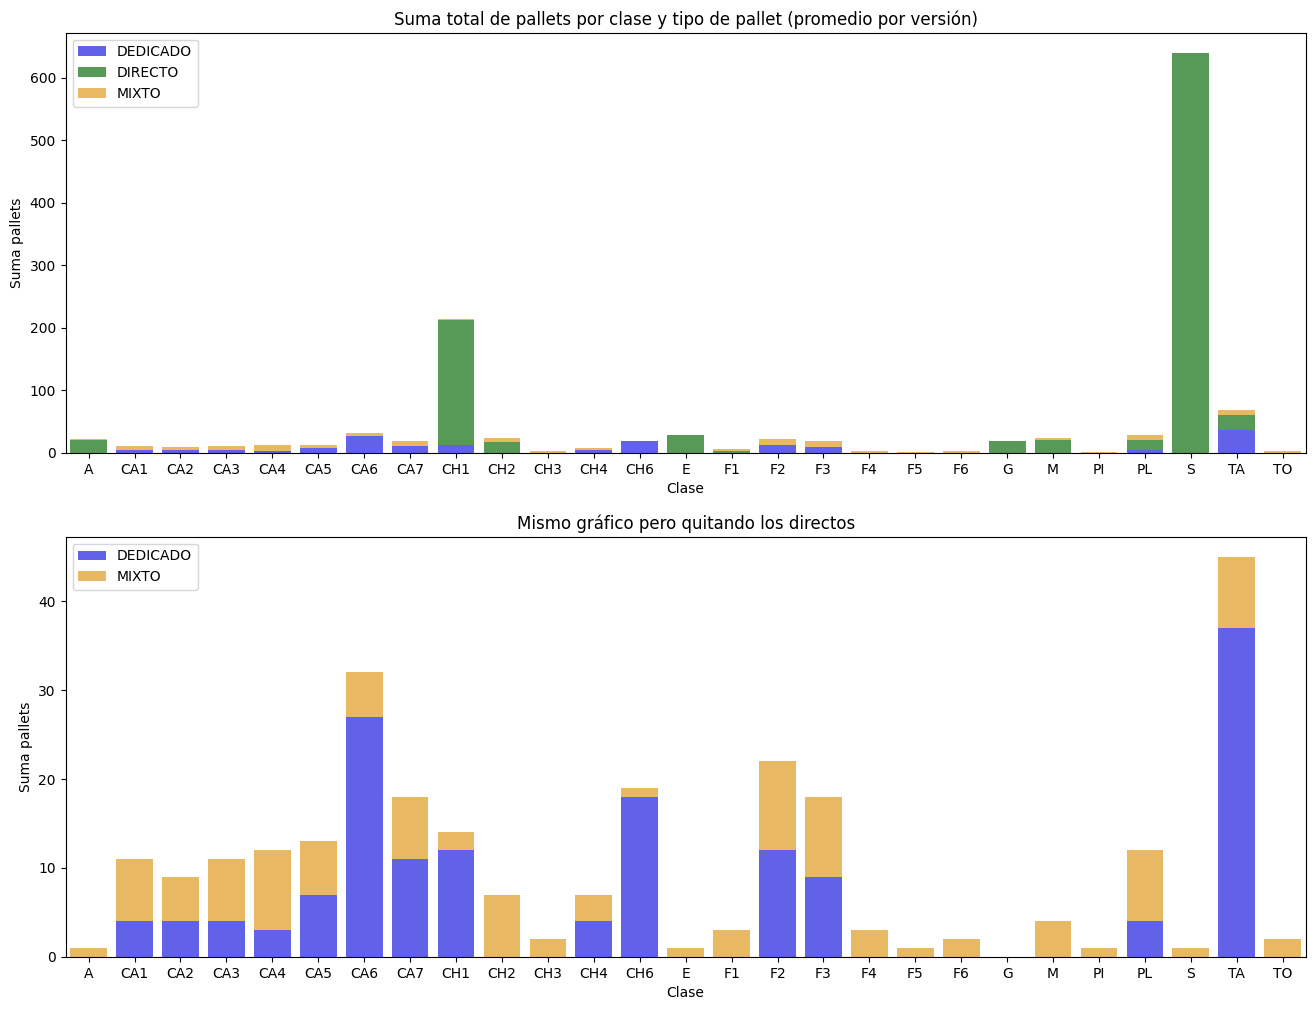 Suma total de pallets por clase y tipo de pallet (promedio por versión)
DEDICADO
DIRECTO
MIXTO
Suma pallets
600
500
400
300
200
100
0
A CA1 CA2 CA3 CA4 CA5 CA6 CA7 CH1 CH2 CH3 CH4 CH6 E F1 F2 F3 F4 F5 F6 G M PI PL S TA TO
Clase
Mismo gráfico pero quitando los directos
DEDICADO
MIXTO
Suma pallets
40
30
20
10
0
A CA1 CA2 CA3 CA4 CA5 CA6 CA7 CH1 CH2 CH3 CH4 CH6 E F1 F2 F3 F4 F5 F6 G M PI PL S TA TO
Clase